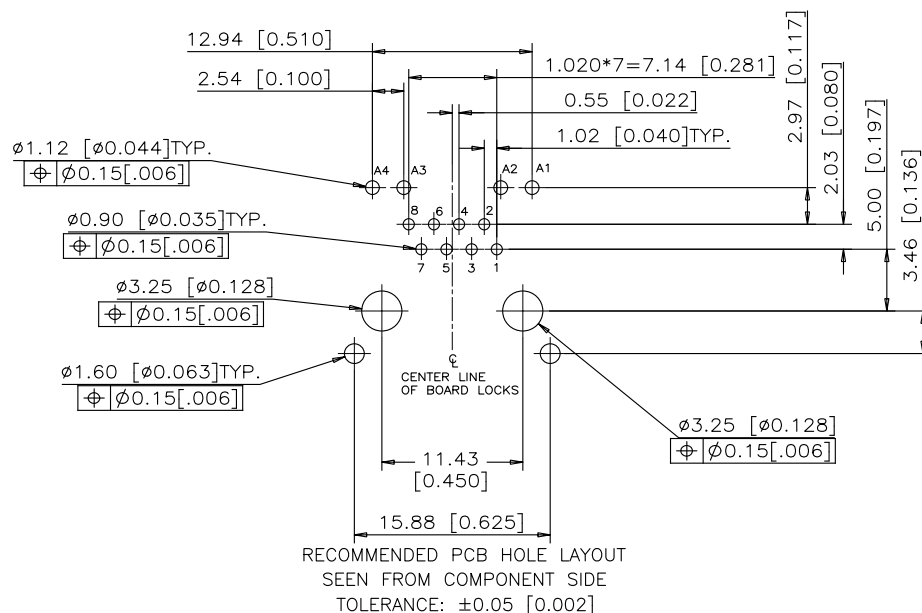 12.94 [0.510]
2.54 [0.100]
1.020*7=7.14 [0.281]
0.55 [0.022]
1.02 [0.040]TYP.
2.97 [0.117]
2.03 [0.080]
5.00 [0.197]
3.46 [0.136]
ø1.12 [ø0.044]TYP.
⌖ Ø0.15[.006]
A4 A3 A2 A1
8 6 4 2
ø0.90 [ø0.035]TYP.
⌖ Ø0.15[.006]
7 5 3 1
ø3.25 [ø0.128]
⌖ Ø0.15[.006]
ø1.60 [ø0.063]TYP.
⌖ Ø0.15[.006]
℄
CENTER LINE
OF BOARD LOCKS
ø3.25 [ø0.128]
⌖ Ø0.15[.006]
11.43
[0.450]
15.88 [0.625]
RECOMMENDED PCB HOLE LAYOUT
SEEN FROM COMPONENT SIDE
TOLERANCE: ±0.05 [0.002]